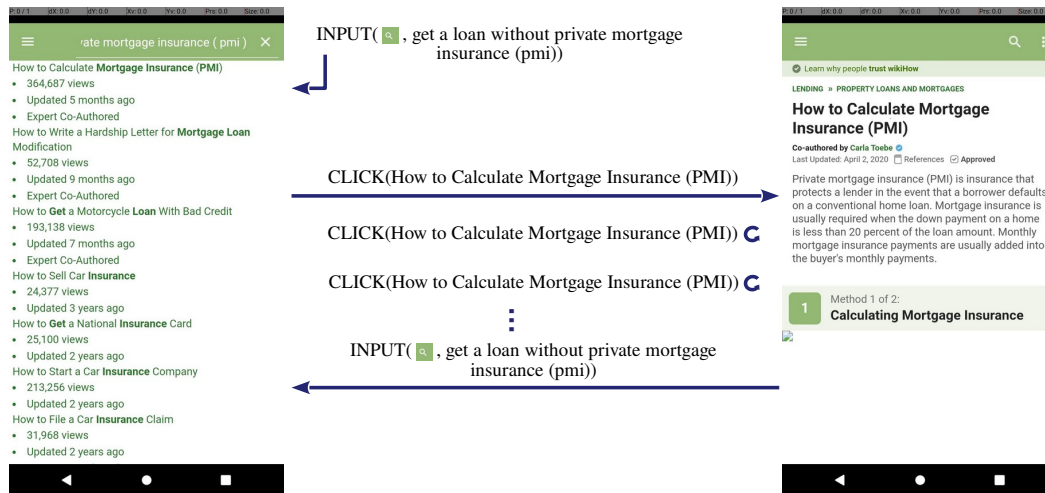 P: 0 / 1 dX: 0.0 dY: 0.0 Xv: 0.0 Yv: 0.0 Prs: 0.0 Size: 0.0
vate mortgage insurance ( pmi ) ×
How to Calculate Mortgage Insurance (PMI)
• 364,687 views
• Updated 5 months ago
• Expert Co-Authored
How to Write a Hardship Letter for Mortgage Loan
Modification
• 52,708 views
• Updated 9 months ago
• Expert Co-Authored
How to Get a Motorcycle Loan With Bad Credit
• 193,138 views
• Updated 7 months ago
• Expert Co-Authored
How to Sell Car Insurance
• 24,377 views
• Updated 3 years ago
How to Get a National Insurance Card
• 25,100 views
• Updated 2 years ago
How to Start a Car Insurance Company
• 213,256 views
• Updated 2 years ago
How to File a Car Insurance Claim
• 31,968 views
• Updated 2 years ago
INPUT( , get a loan without private mortgage
insurance (pmi))
CLICK(How to Calculate Mortgage Insurance (PMI))
CLICK(How to Calculate Mortgage Insurance (PMI))
CLICK(How to Calculate Mortgage Insurance (PMI))
INPUT( , get a loan without private mortgage
insurance (pmi))
P: 0 / 1 dX: 0.0 dY: 0.0 Xv: 0.0 Yv: 0.0 Prs: 0.0 Size: 0.0
Learn why people trust wikiHow
LENDING » PROPERTY LOANS AND MORTGAGES
How to Calculate Mortgage
Insurance (PMI)
Co-authored by Carla Toebe
Last Updated: April 2, 2020 References Approved
Private mortgage insurance (PMI) is insurance that
protects a lender in the event that a borrower defaults
on a conventional home loan. Mortgage insurance is
usually required when the down payment on a home
is less than 20 percent of the loan amount. Monthly
mortgage insurance payments are usually added into
the buyer's monthly payments.
1
Method 1 of 2:
Calculating Mortgage Insurance